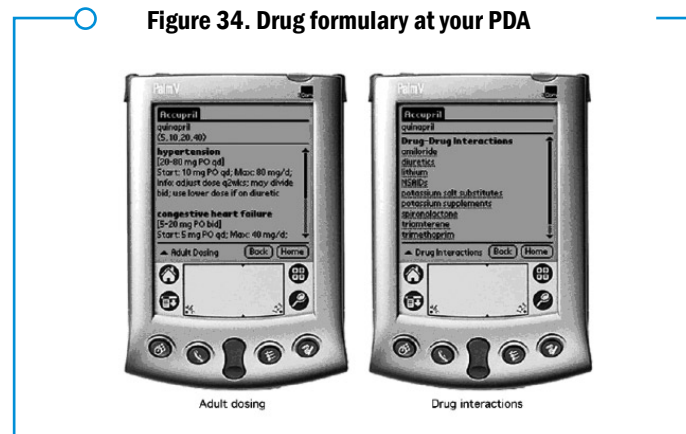 Figure 34. Drug formulary at your PDA
PalmV
Accupril
quinapril
(5,10,20,40)
hypertension
[20-80 mg PO qd]
Start: 10 mg PO qd; Max: 80 mg/d;
Info: adjust dose q2wks; may divide
bid; use lower dose if on diuretic
congestive heart failure
[5-20 mg PO bid]
Start: 5 mg PO qd; Max: 40 mg/d;
Adult Dosing Back Home
PalmV
Accupril
quinapril
Drug-Drug Interactions
amiloride
diuretics
lithium
NSAIDs
potassium salt substitutes
potassium supplements
spironolactone
triamterene
trimethoprim
Drug Interactions Back Home
Adult dosing
Drug interactions